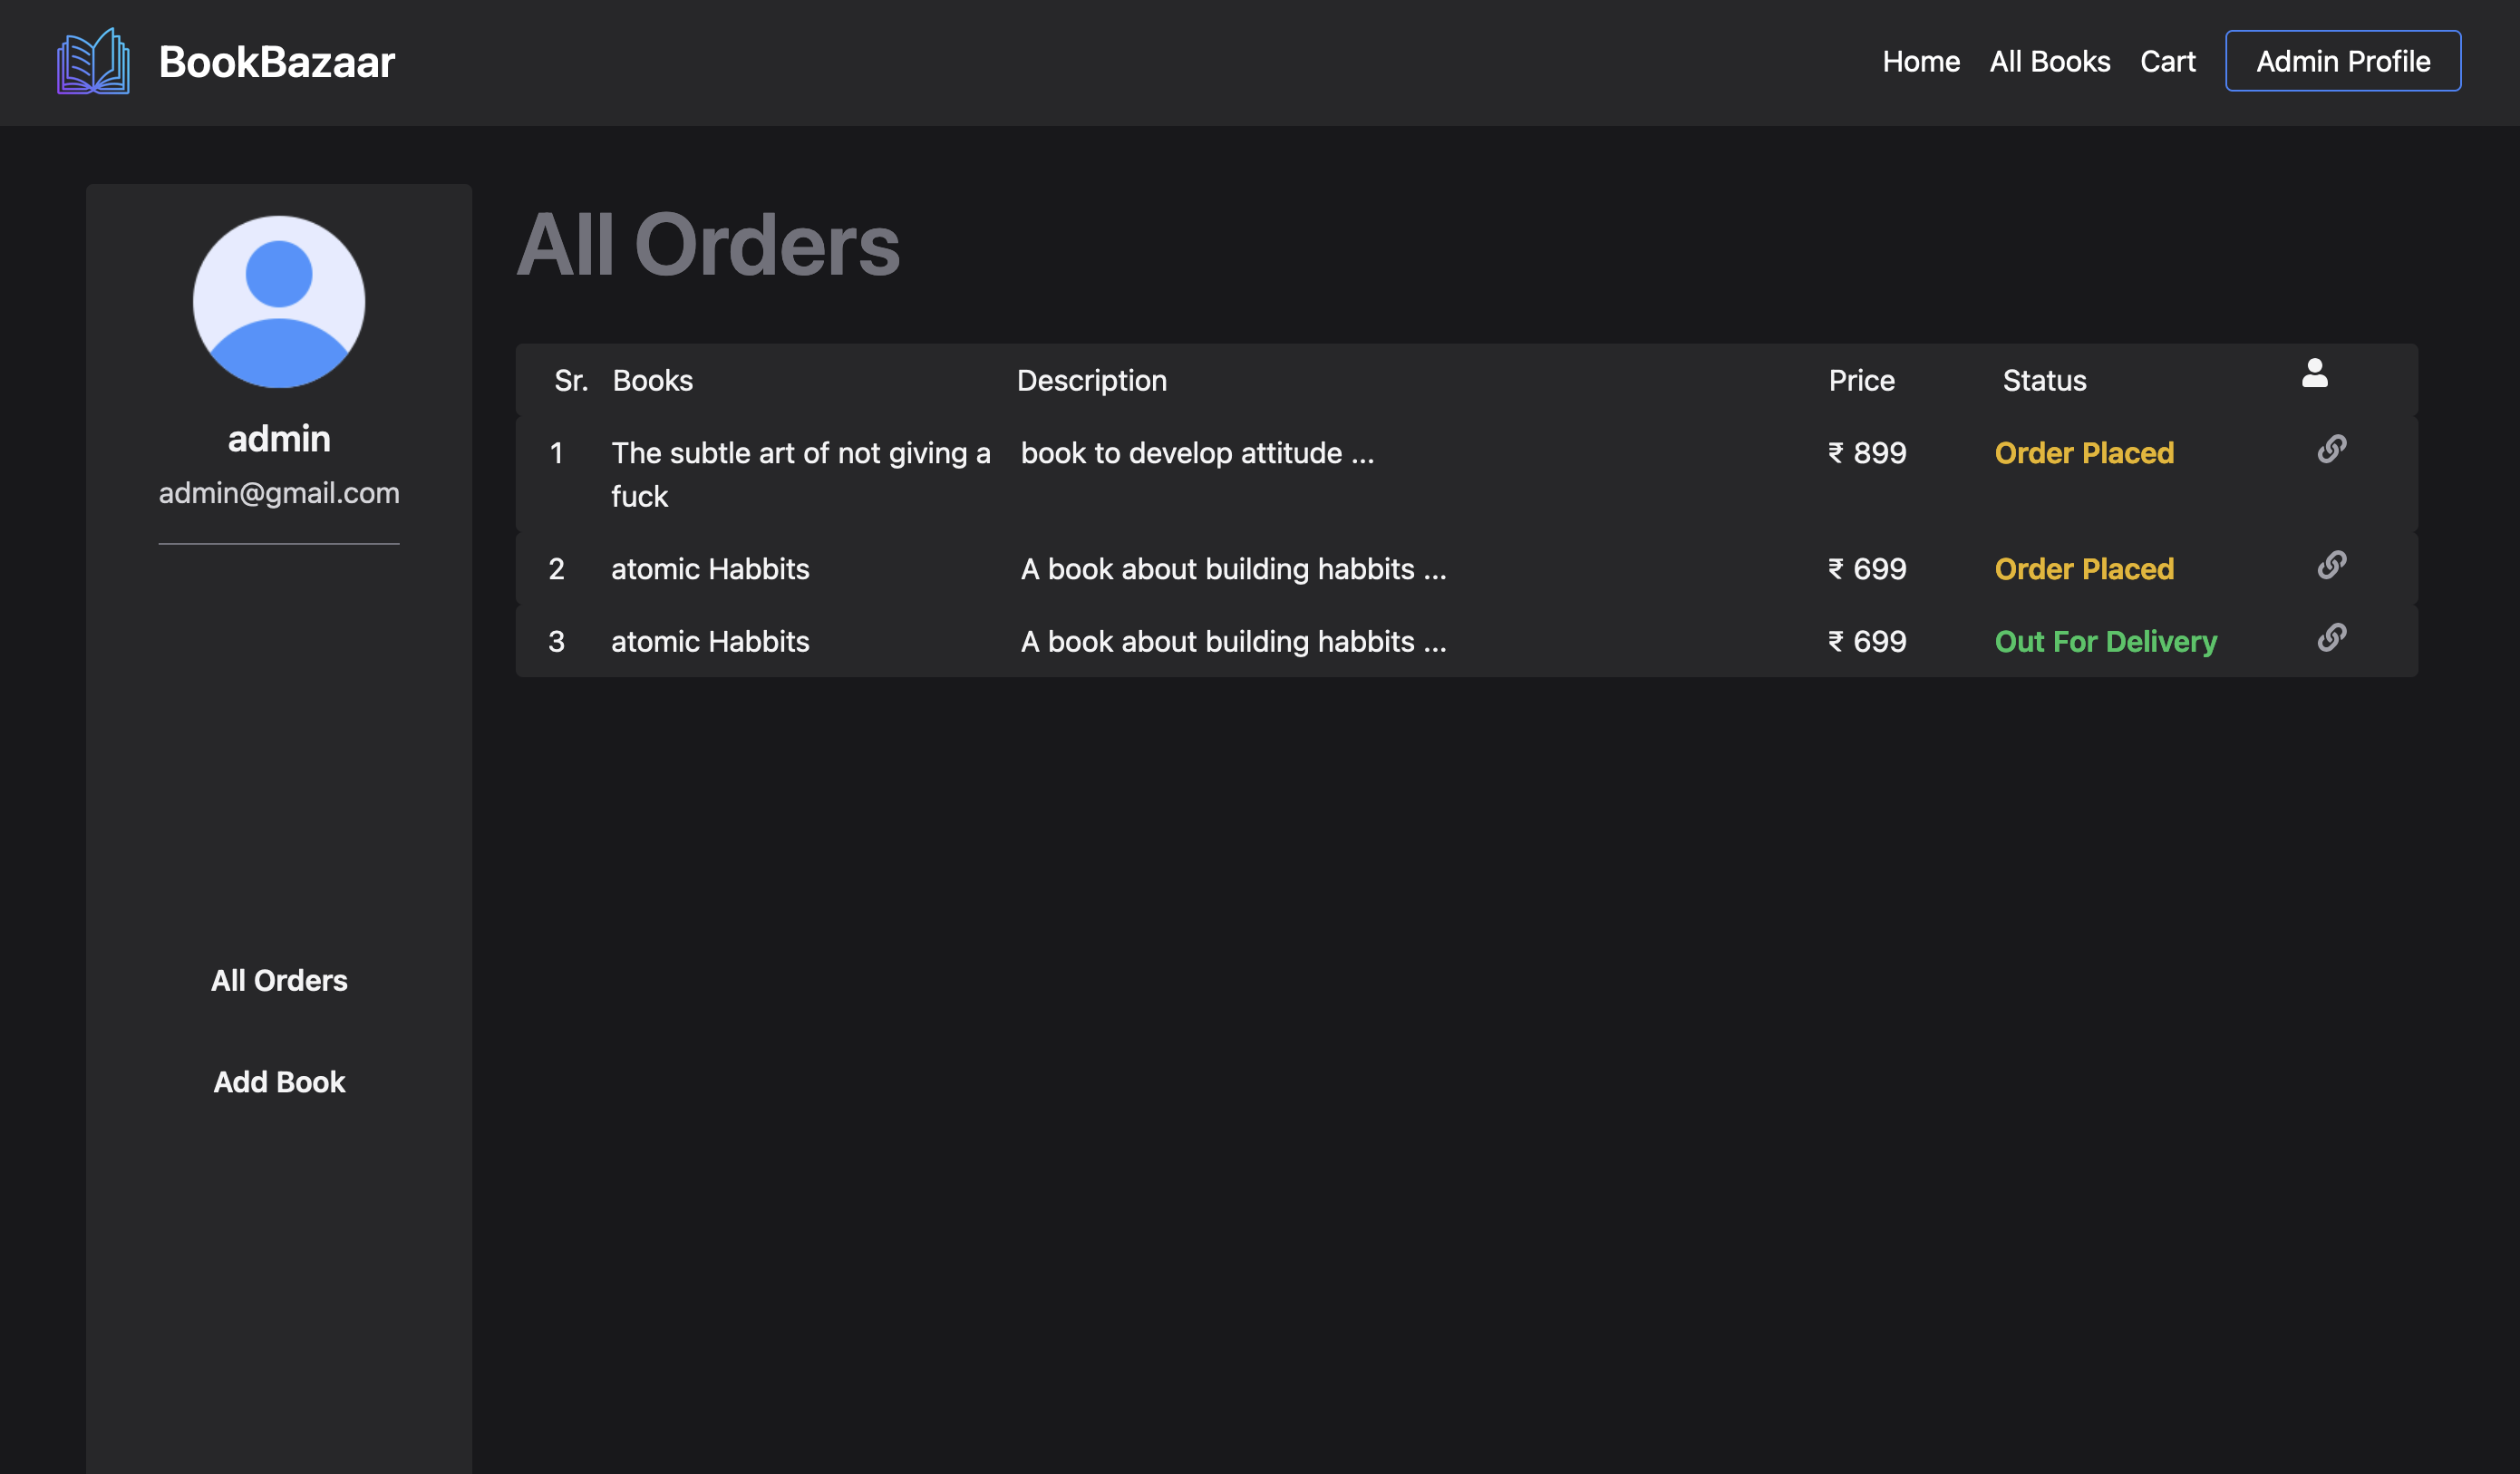 BookBazaar
Home All Books Cart Admin Profile
admin
admin@gmail.com
All Orders
Add Book
All Orders
Sr. Books Description Price Status
1 The subtle art of not giving a book to develop attitude ... ₹ 899 Order Placed
fuck
2 atomic Habbits A book about building habbits ... ₹ 699 Order Placed
3 atomic Habbits A book about building habbits ... ₹ 699 Out For Delivery